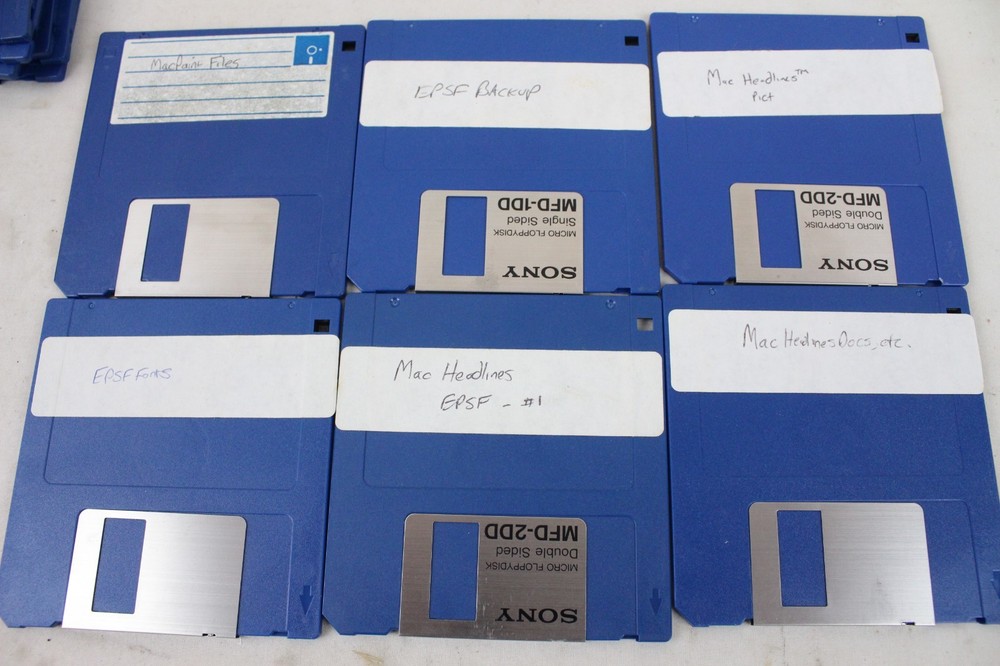 MacPaint Files
EPSF BACKUP
Mac Headlines™
Pict
MFD-1DD
Single Sided
MICRO FLOPPYDISK
SONY
MFD-2DD
Double Sided
MICRO FLOPPYDISK
SONY
EPSF Fonts
Mac Headlines
EPSF - #1
Mac Headlines Docs, etc.
MFD-2DD
Double Sided
MICRO FLOPPYDISK
SONY